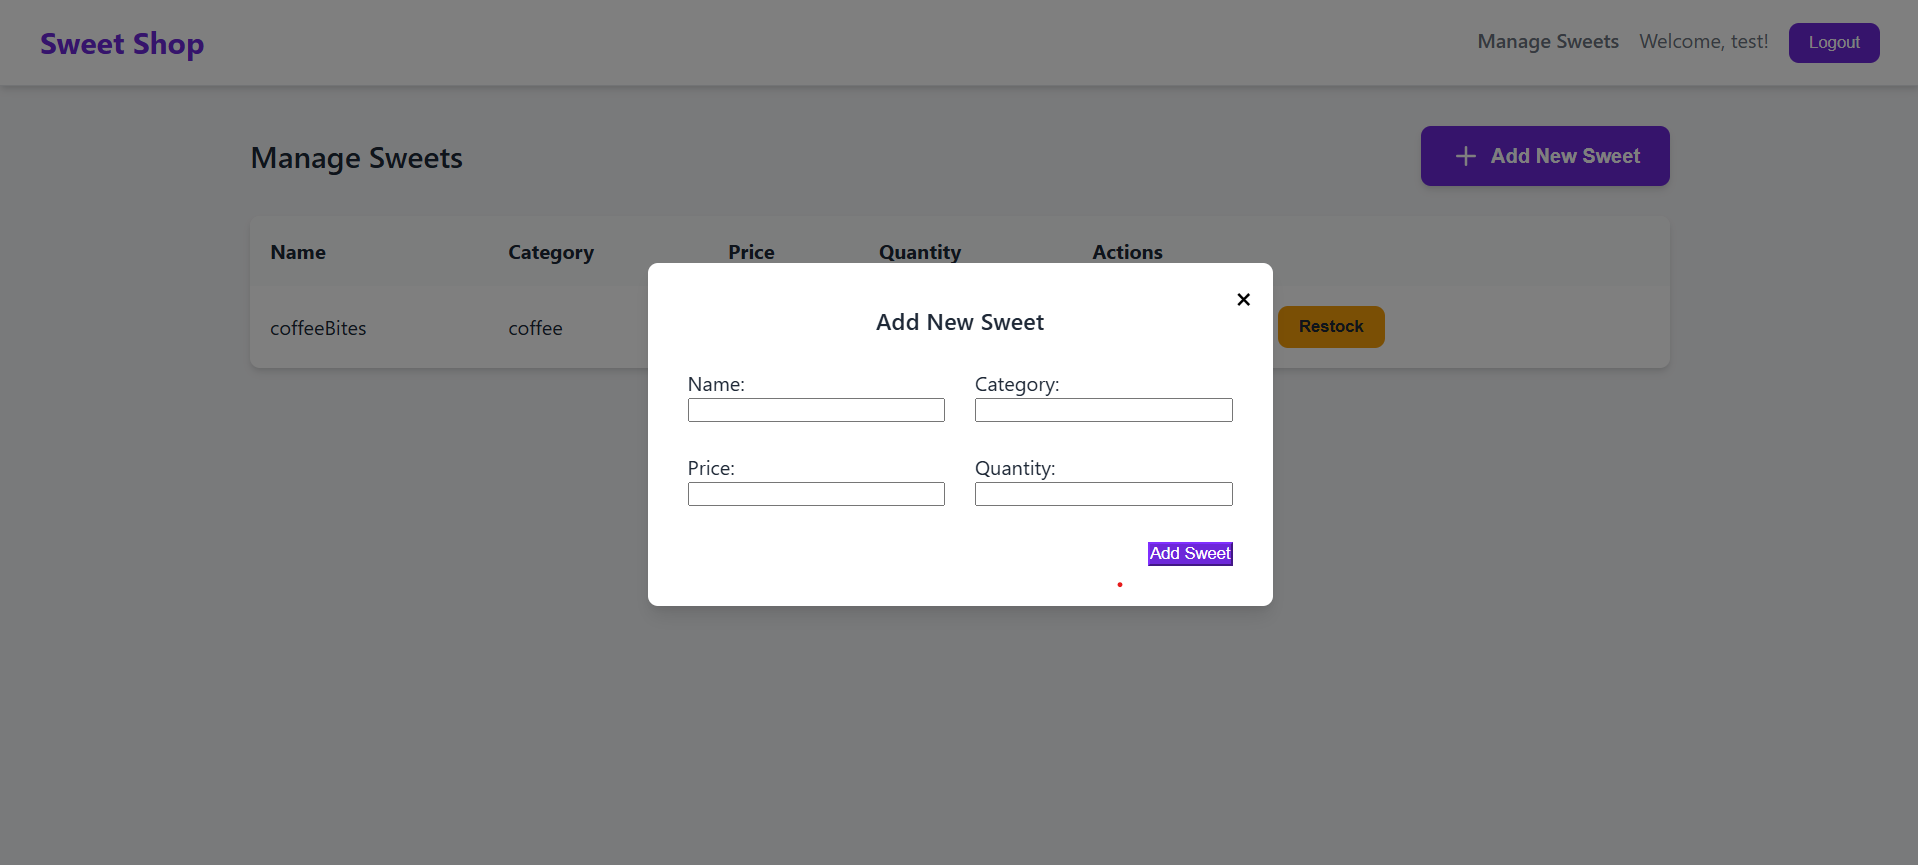 Sweet Shop
Manage Sweets Welcome, test! Logout
Manage Sweets
+ Add New Sweet
Name Category Price Quantity Actions
coffeeBites coffee Restock
×
Add New Sweet
Name: Category:
Price: Quantity:
Add Sweet